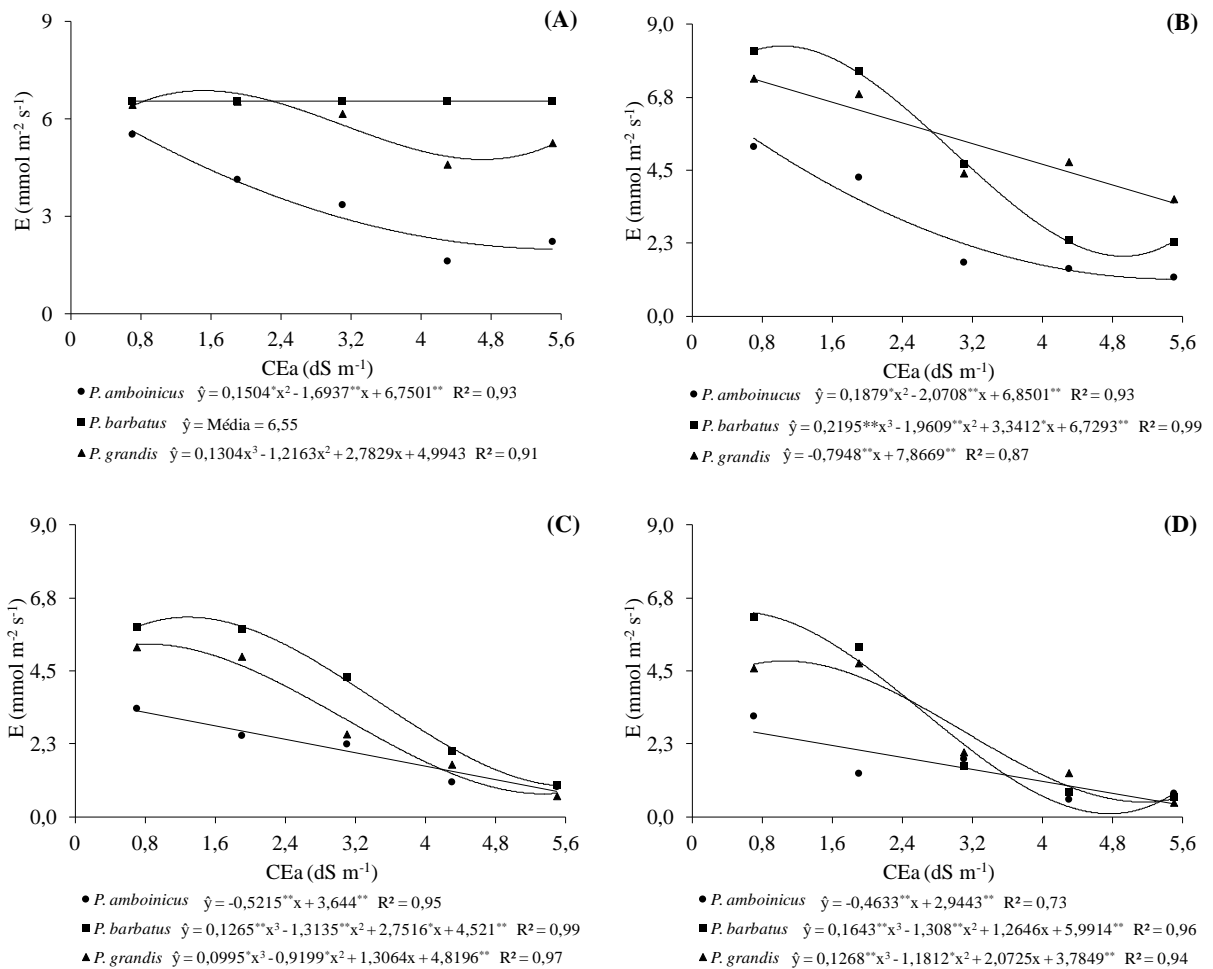 (A)
9
6
3
0
E (mmol m⁻² s⁻¹)
0 0,8 1,6 2,4 3,2 4 4,8 5,6
CEa (dS m⁻¹)
● P. amboinicus ŷ = 0,1504*x² - 1,6937**x + 6,7501** R² = 0,93
■ P. barbatus ŷ = Média = 6,55
▲ P. grandis ŷ = 0,1304x³ - 1,2163x² + 2,7829x + 4,9943 R² = 0,91
(B)
9,0
6,8
4,5
2,3
0,0
E (mmol m⁻² s⁻¹)
0 0,8 1,6 2,4 3,2 4 4,8 5,6
CEa (dS m⁻¹)
● P. amboinucus ŷ = 0,1879*x² - 2,0708**x + 6,8501** R² = 0,93
■ P. barbatus ŷ = 0,2195**x³ - 1,9609**x² + 3,3412*x + 6,7293** R² = 0,99
▲ P. grandis ŷ = -0,7948**x + 7,8669** R² = 0,87
(C)
9,0
6,8
4,5
2,3
0,0
E (mmol m⁻² s⁻¹)
0 0,8 1,6 2,4 3,2 4 4,8 5,6
CEa (dS m⁻¹)
● P. amboinicus ŷ = -0,5215**x + 3,644** R² = 0,95
■ P. barbatus ŷ = 0,1265**x³ - 1,3135**x² + 2,7516*x + 4,521** R² = 0,99
▲ P. grandis ŷ = 0,0995*x³ - 0,9199*x² + 1,3064x + 4,8196** R² = 0,97
(D)
9,0
6,8
4,5
2,3
0,0
E (mmol m⁻² s⁻¹)
0 0,8 1,6 2,4 3,2 4 4,8 5,6
CEa (dS m⁻¹)
● P. amboinicus ŷ = -0,4633**x + 2,9443** R² = 0,73
■ P. barbatus ŷ = 0,1643**x³ - 1,308**x² + 1,2646x + 5,9914** R² = 0,96
▲ P. grandis ŷ = 0,1268**x³ - 1,1812*x² + 2,0725x + 3,7849** R² = 0,94